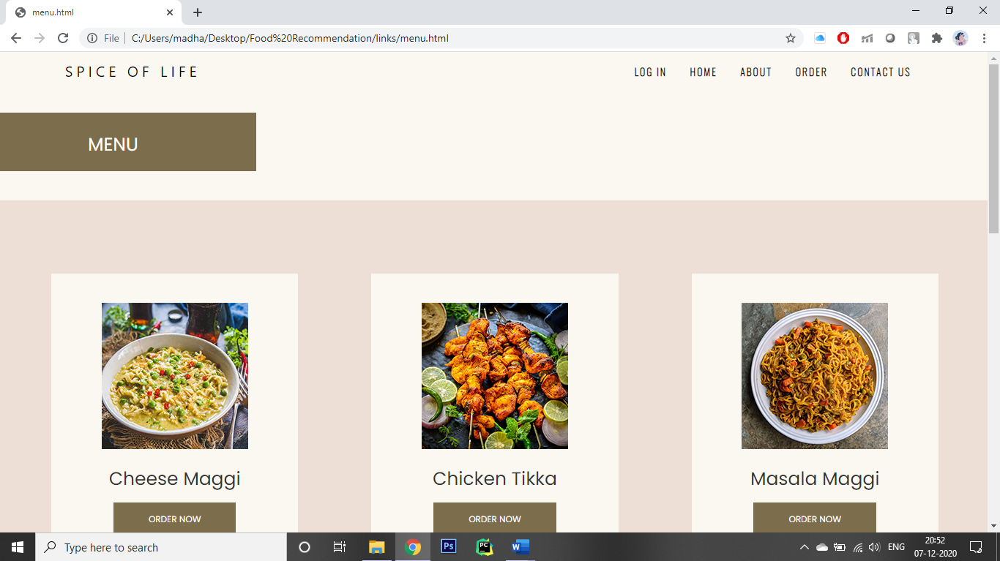 menu.html
File
C:/Users/madha/Desktop/Food%20Recommendation/links/menu.html
SPICE OF LIFE
LOG IN HOME ABOUT ORDER CONTACT US
MENU
Cheese Maggi
Chicken Tikka
Masala Maggi
ORDER NOW
ORDER NOW
ORDER NOW
Type here to search
Ps
PC
W
ENG
20:52
07-12-2020